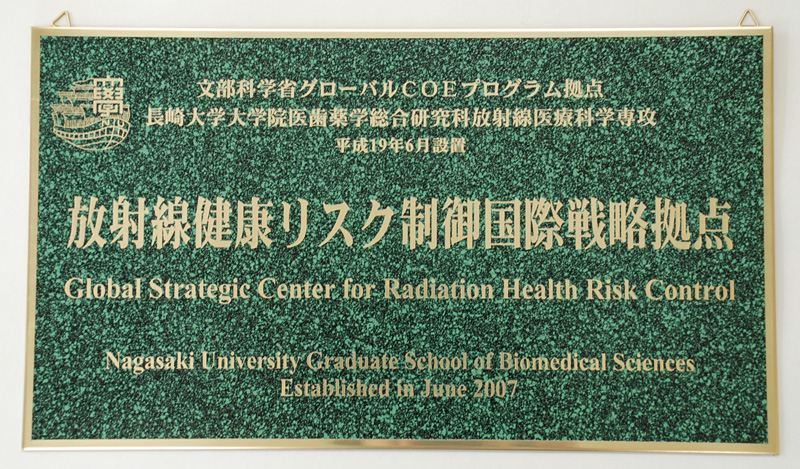 大學
文部科学省グローバルCOEプログラム拠点
長崎大学大学院医歯薬学総合研究科放射線医療科学専攻
平成19年6月設置
放射線健康リスク制御国際戦略拠点
Global Strategic Center for Radiation Health Risk Control
Nagasaki University Graduate School of Biomedical Sciences
Established in June 2007